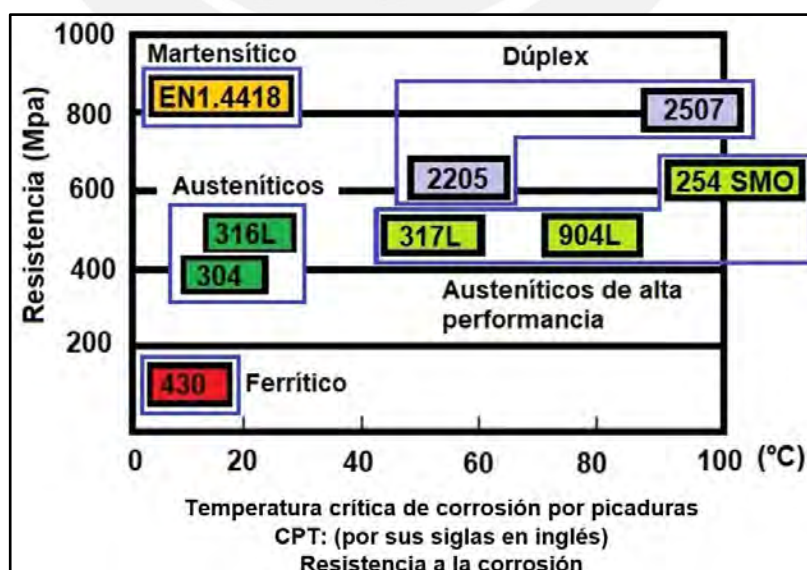 1000
Martensítico
Dúplex
EN1.4418
800
2507
Resistencia (Mpa)
Austeníticos
2205
600
254 SMO
316L
317L
904L
304
400
Austeníticos de alta
performancia
200
430
Ferrítico
0
20
40
60
80
100
(ºC)
Temperatura crítica de corrosión por picaduras
CPT: (por sus siglas en inglés)
Resistencia a la corrosión